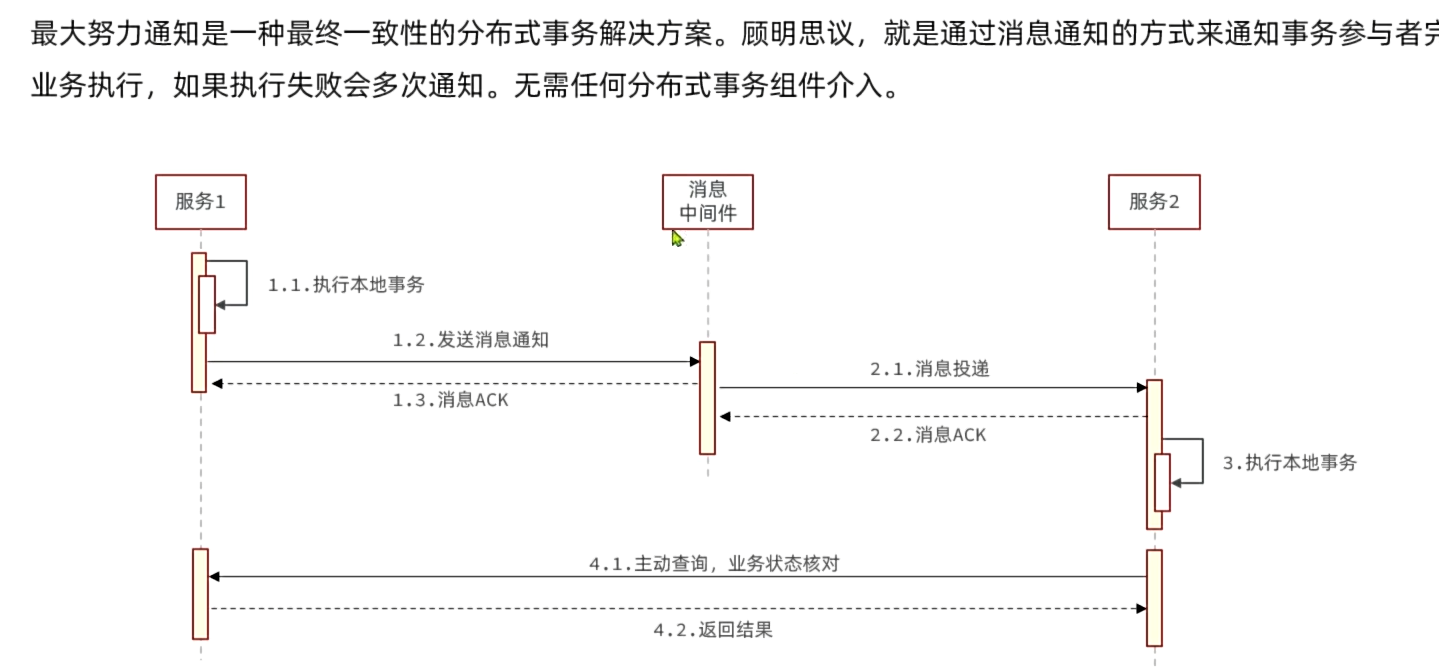 最大努力通知是一种最终一致性的分布式事务解决方案。顾明思议，就是通过消息通知的方式来通知事务参与者完
业务执行，如果执行失败会多次通知。无需任何分布式事务组件介入。
服务1
消息
中间件
服务2
1.1.执行本地事务
1.2.发送消息通知
2.1.消息投递
1.3.消息ACK
2.2.消息ACK
3.执行本地事务
4.1.主动查询，业务状态核对
4.2.返回结果